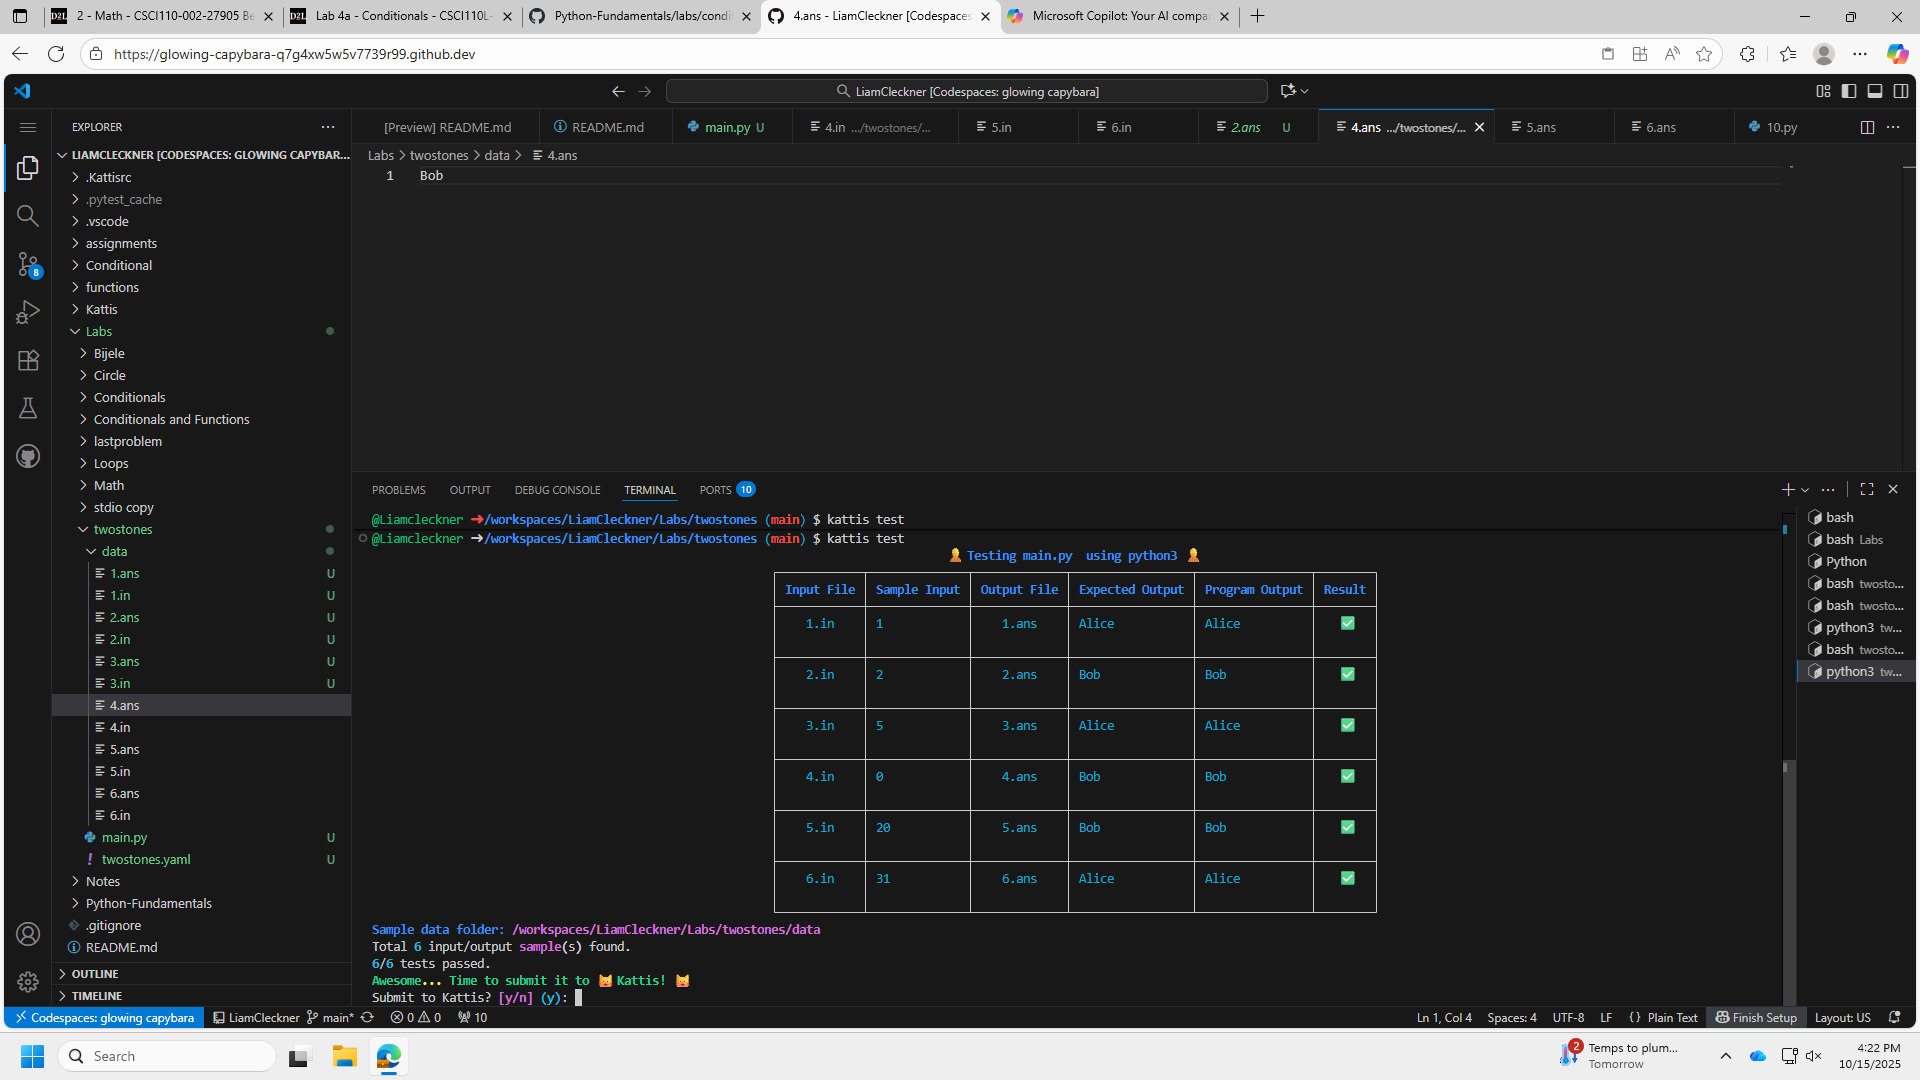 2 - Math - CSCI110-002-27905 Be
Lab 4a - Conditionals - CSCI110L-
Python-Fundamentals/labs/condit
4.ans - LiamCleckner [Codespaces
Microsoft Copilot: Your AI compa
https://glowing-capybara-q7g4xw5w5v7739r99.github.dev
LiamCleckner [Codespaces: glowing capybara]
EXPLORER
[Preview] README.md
README.md
main.py U
4.in .../twostones/...
5.in
6.in
2.ans U
4.ans .../twostones/...
5.ans
6.ans
10.py
LIAMCLECKNER [CODESPACES: GLOWING CAPYBAR...
Labs > twostones > data > 4.ans
1 Bob
.Kattisrc
.pytest_cache
.vscode
assignments
Conditional
8
functions
Kattis
Labs
Bijele
Circle
Conditionals
Conditionals and Functions
lastproblem
Loops
Math
stdio copy
twostones
data
1.ans U
1.in U
2.ans U
2.in U
3.ans U
3.in U
4.ans
4.in
5.ans
5.in
6.ans
6.in
main.py U
twostones.yaml U
Notes
Python-Fundamentals
.gitignore
README.md
OUTLINE
TIMELINE
PROBLEMS OUTPUT DEBUG CONSOLE TERMINAL PORTS 10
@Liamcleckner ➜/workspaces/LiamCleckner/Labs/twostones (main) $ kattis test
@Liamcleckner ➜/workspaces/LiamCleckner/Labs/twostones (main) $ kattis test
Testing main.py using python3
Input File Sample Input Output File Expected Output Program Output Result
1.in 1 1.ans Alice Alice ✅
2.in 2 2.ans Bob Bob ✅
3.in 5 3.ans Alice Alice ✅
4.in 0 4.ans Bob Bob ✅
5.in 20 5.ans Bob Bob ✅
6.in 31 6.ans Alice Alice ✅
Sample data folder: /workspaces/LiamCleckner/Labs/twostones/data
Total 6 input/output sample(s) found.
6/6 tests passed.
Awesome... Time to submit it to 😺 Kattis! 😺
Submit to Kattis? [y/n] (y):
bash
bash Labs
Python
bash twosto...
bash twosto...
python3 tw...
bash twosto...
python3 tw...
Codespaces: glowing capybara
LiamCleckner
main*
0 0
10
Ln 1, Col 4
Spaces: 4
UTF-8
LF
{} Plain Text
Finish Setup
Layout: US
Search
2
Temps to plum...
Tomorrow
4:22 PM
10/15/2025